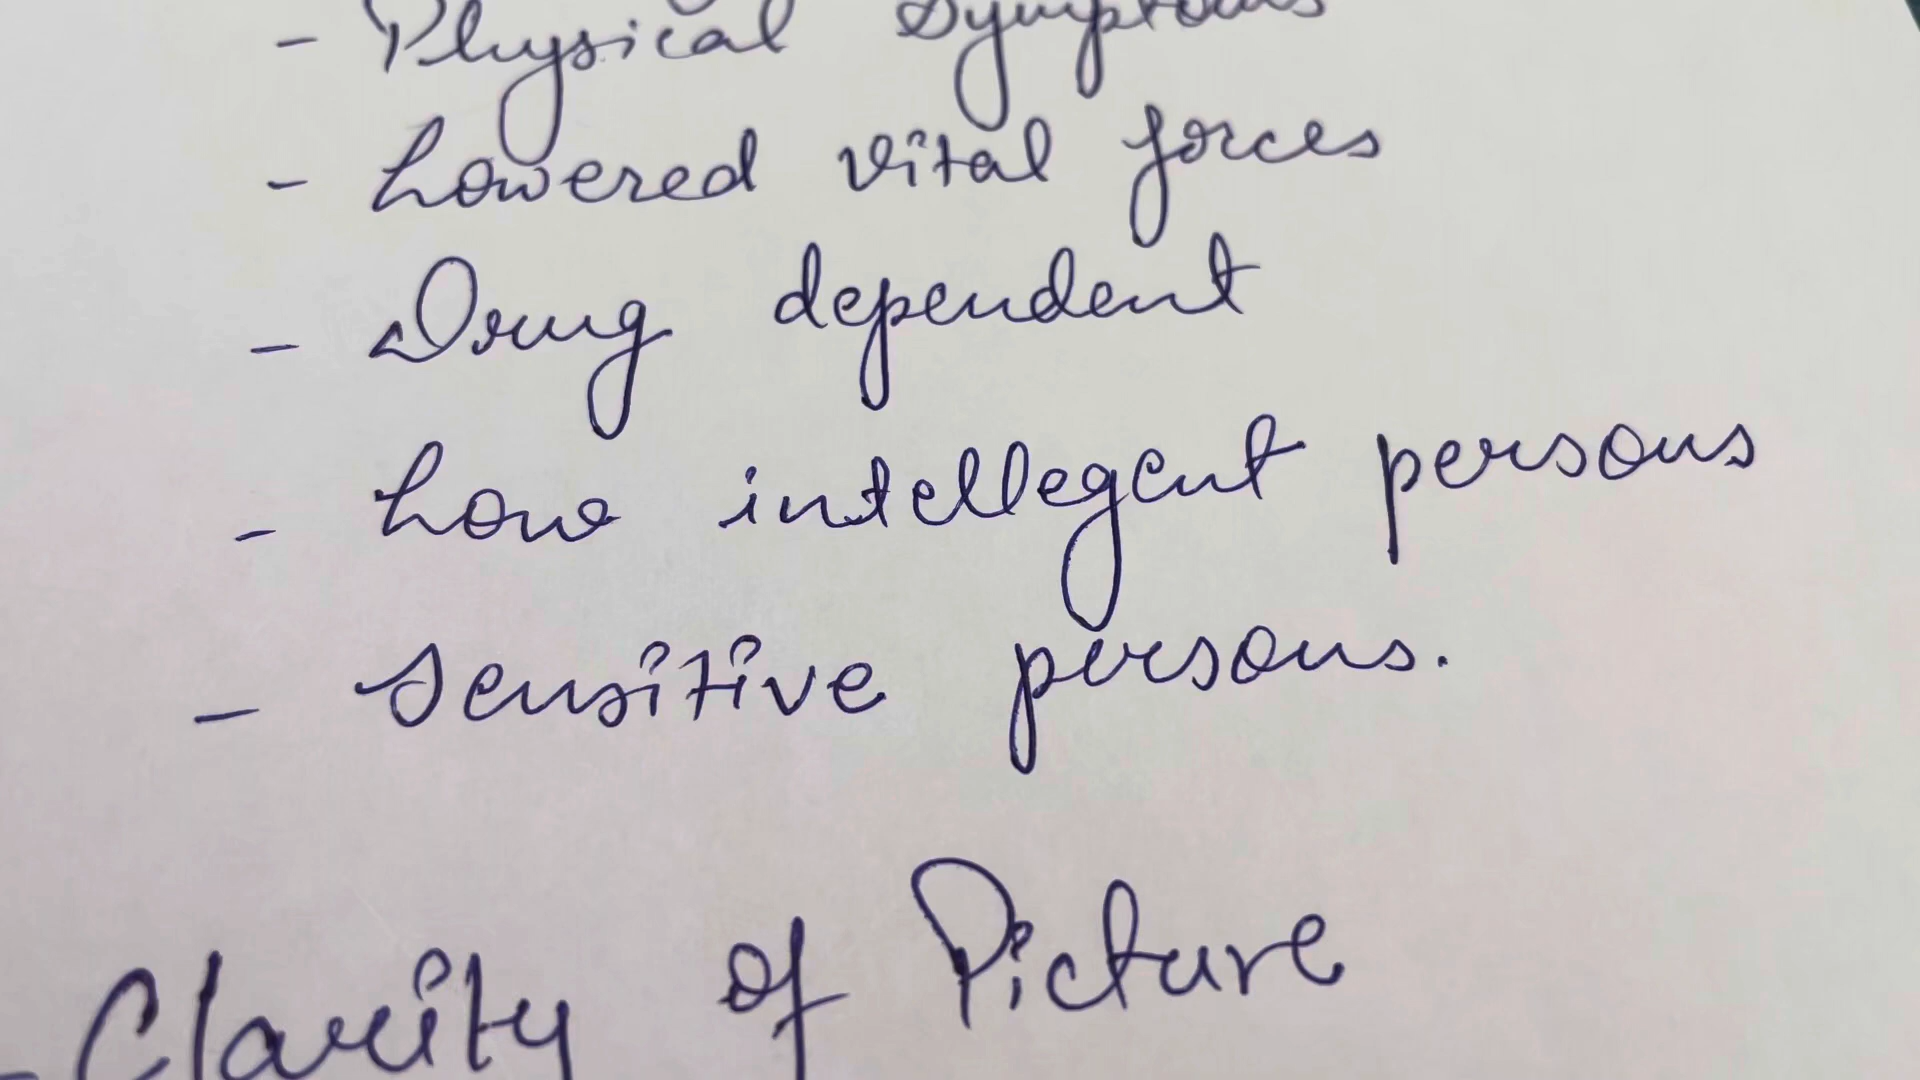 - Physical Symptoms
- Lowered vital forces
- Drug dependent
- Low intellegent persons
- Sensitive persons.
- Clarity of Picture